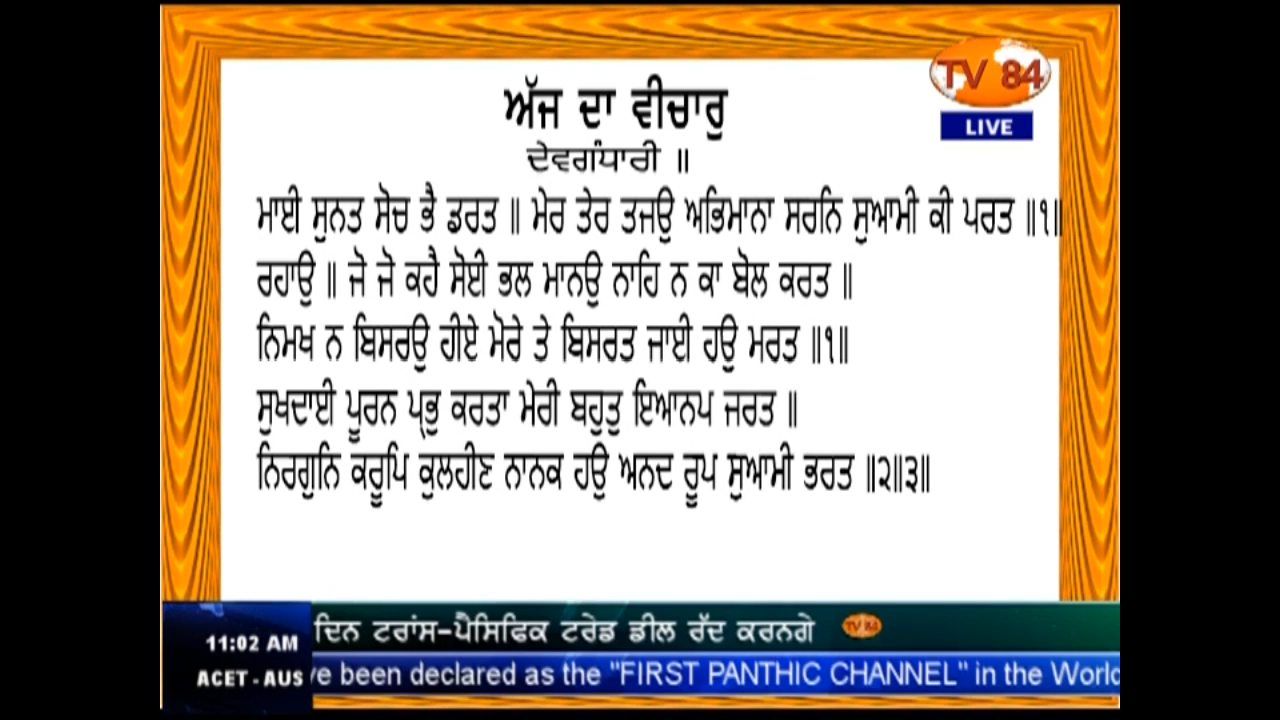 TV 84
LIVE
ਅੱਜ ਦਾ ਵੀਚਾਰੁ
ਦੇਵਗੰਧਾਰੀ ॥
ਮਾਈ ਸੁਨਤ ਸੋਚ ਭੈ ਡਰਤ ॥ ਮੇਰ ਤੇਰ ਤਜਉ ਅਭਿਮਾਨਾ ਸਰਨਿ ਸੁਆਮੀ ਕੀ ਪਰਤ ॥੧॥
ਰਹਾਉ ॥ ਜੋ ਜੋ ਕਹੈ ਸੋਈ ਭਲ ਮਾਨਉ ਨਾਹਿ ਨ ਕਾ ਬੋਲ ਕਰਤ ॥
ਨਿਮਖ ਨ ਬਿਸਰਉ ਹੀਏ ਮੋਰੇ ਤੇ ਬਿਸਰਤ ਜਾਈ ਹਉ ਮਰਤ ॥੧॥
ਸੁਖਦਾਈ ਪੂਰਨ ਪ੍ਰਭੁ ਕਰਤਾ ਮੇਰੀ ਬਹੁਤੁ ਇਆਨਪ ਜਰਤ ॥
ਨਿਰਗੁਨਿ ਕਰੂਪਿ ਕੁਲਹੀਣ ਨਾਨਕ ਹਉ ਅਨਦ ਰੂਪ ਸੁਆਮੀ ਭਰਤ ॥੨॥੩॥
11:02 AM
ACET - AUS
ਦਿਨ ਟਰਾਂਸ-ਪੈਸਿਫਿਕ ਟਰੇਡ ਡੀਲ ਰੱਦ ਕਰਨਗੇ TV 84
ve been declared as the "FIRST PANTHIC CHANNEL" in the World